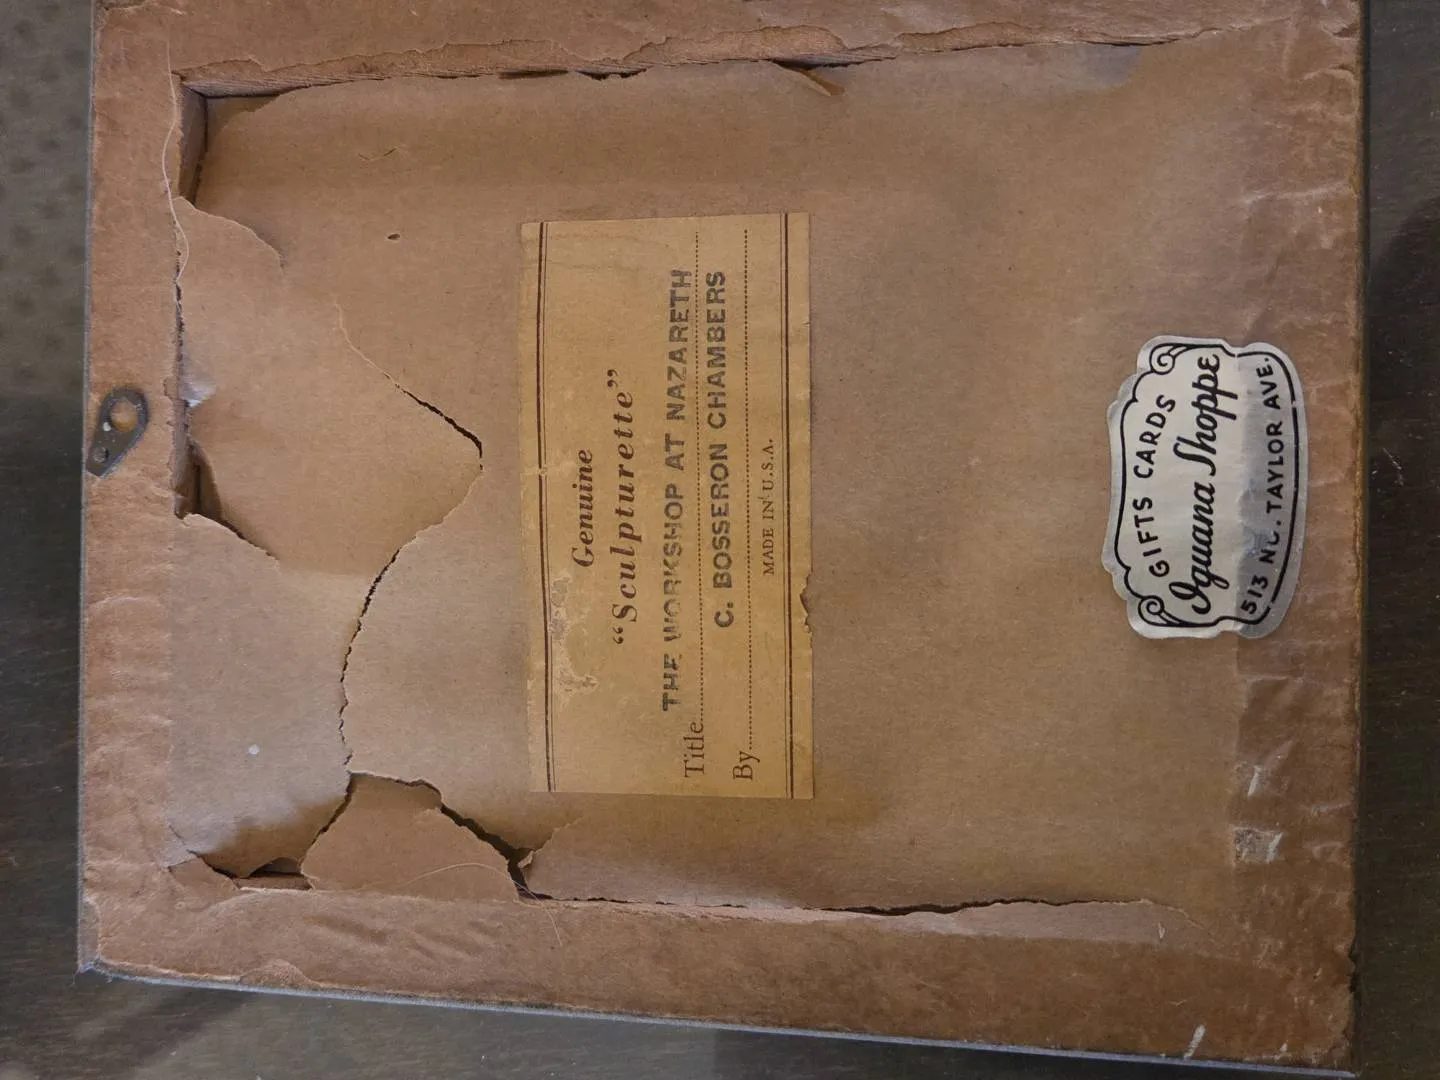 Genuine
“Sculpturette”
THE WORKSHOP AT NAZARETH
Title
C. BOSSERON CHAMBERS
By
MADE IN U.S.A.
GIFTS CARDS
Iguana Shoppe
513 NO. TAYLOR AVE.